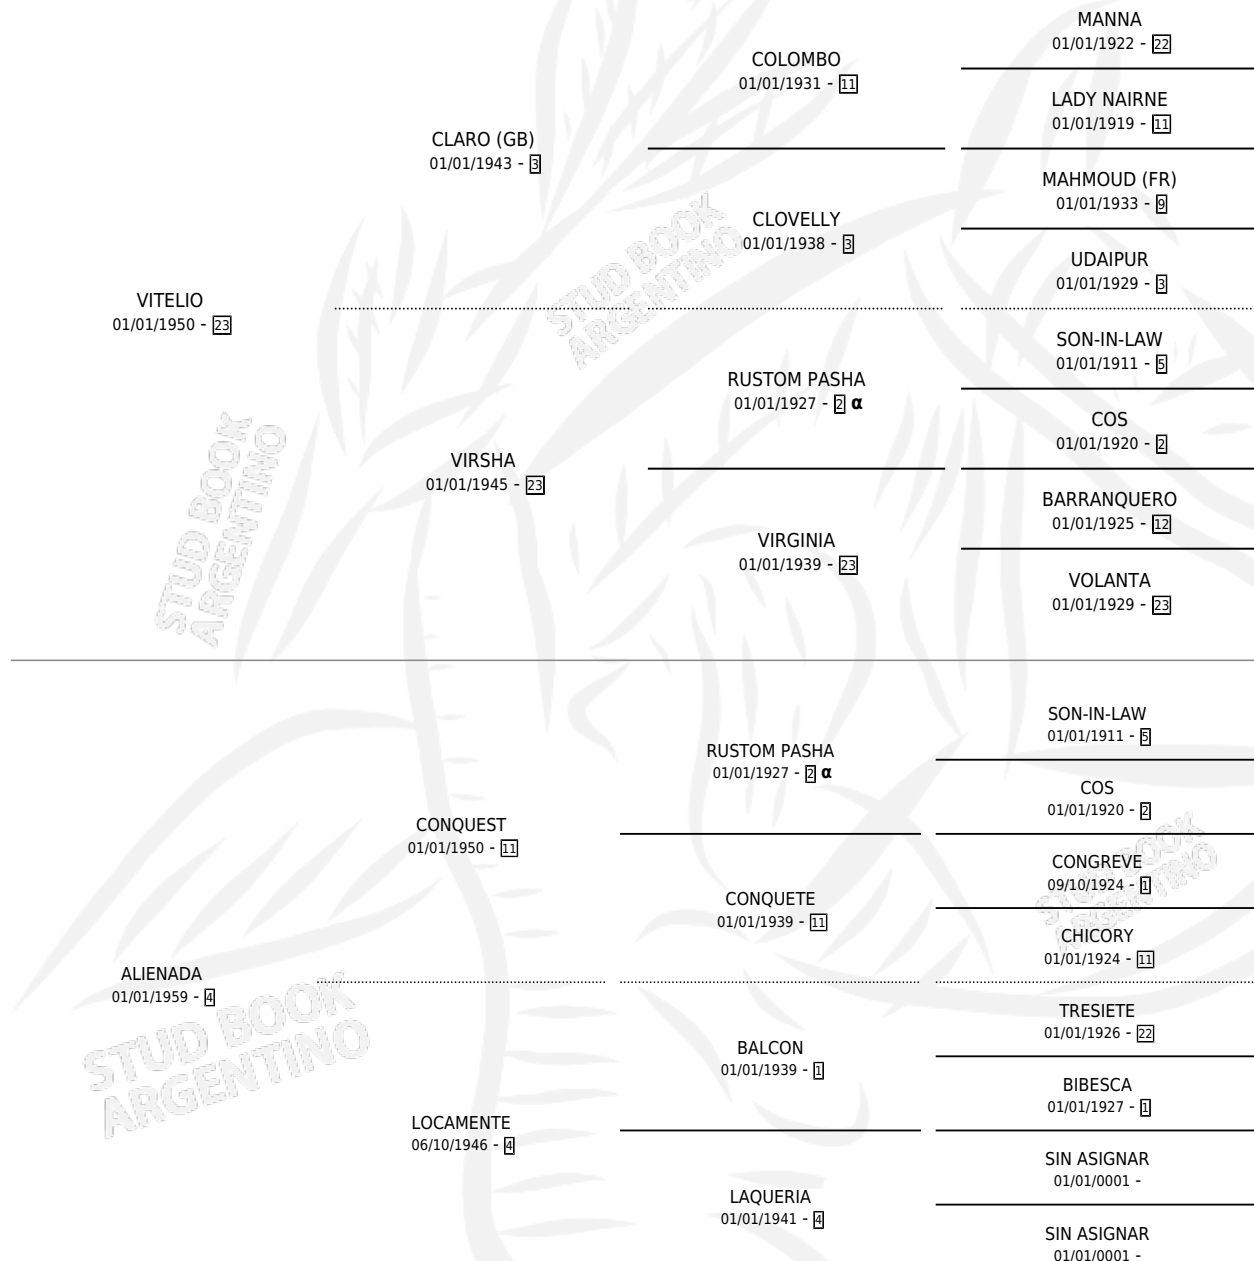 MANNA
01/01/1922 - 22
COLOMBO
01/01/1931 - 11
LADY NAIRNE
01/01/1919 - 11
CLARO (GB)
01/01/1943 - 3
MAHMOUD (FR)
01/01/1933 - 9
CLOVELLY
01/01/1938 - 3
UDAIPUR
01/01/1929 - 3
VITELIO
01/01/1950 - 23
SON-IN-LAW
01/01/1911 - 5
RUSTOM PASHA
01/01/1927 - 2 α
COS
01/01/1920 - 2
VIRSHA
01/01/1945 - 23
BARRANQUERO
01/01/1925 - 12
VIRGINIA
01/01/1939 - 23
VOLANTA
01/01/1929 - 23
STUD BOOK
ARGENTINO
STUD BOOK
ARGENTINO
SON-IN-LAW
01/01/1911 - 5
RUSTOM PASHA
01/01/1927 - 2 α
COS
01/01/1920 - 2
CONQUEST
01/01/1950 - 11
CONGREVE
09/10/1924 - 1
CONQUETE
01/01/1939 - 11
CHICORY
01/01/1924 - 11
ALIENADA
01/01/1959 - 4
TRESIETE
01/01/1926 - 22
BALCON
01/01/1939 - 1
BIBESCA
01/01/1927 - 1
LOCAMENTE
06/10/1946 - 4
SIN ASIGNAR
01/01/0001 -
LAQUERIA
01/01/1941 - 4
SIN ASIGNAR
01/01/0001 -
STUD BOOK
ARGENTINO
STUD BOOK
ARGENTINO